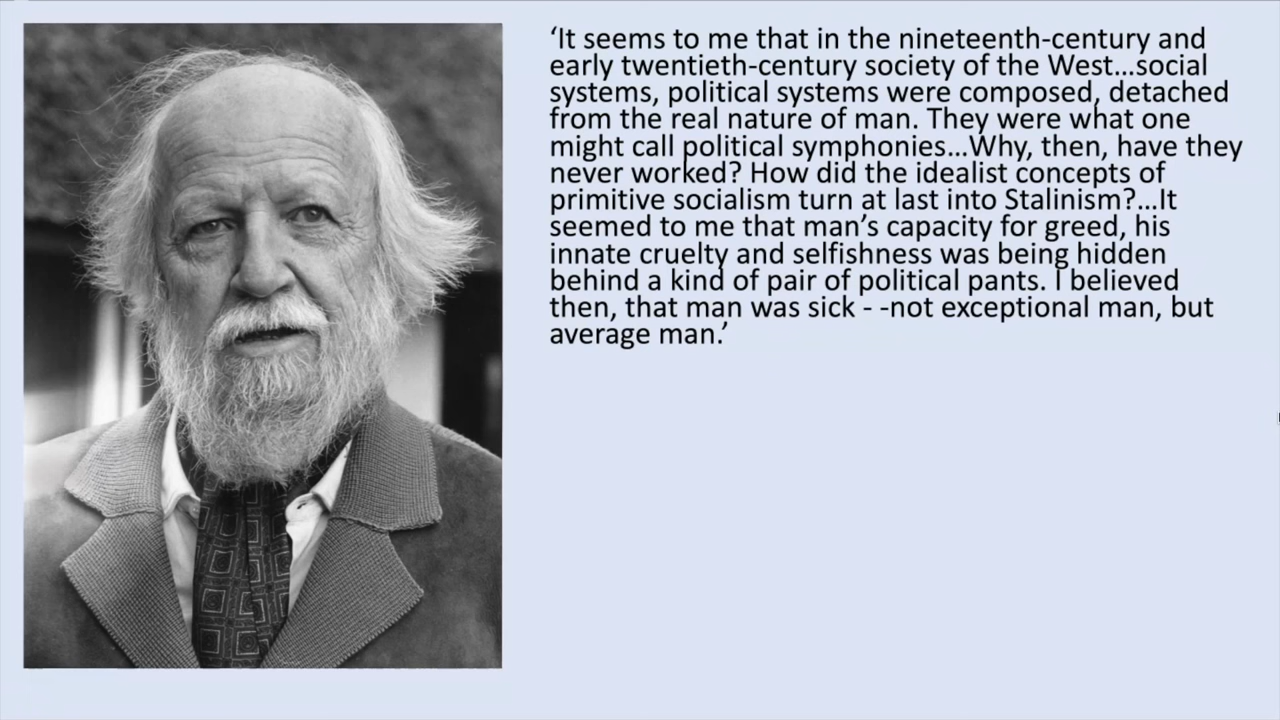 ‘It seems to me that in the nineteenth-century and
early twentieth-century society of the West...social
systems, political systems were composed, detached
from the real nature of man. They were what one
might call political symphonies...Why, then, have they
never worked? How did the idealist concepts of
primitive socialism turn at last into Stalinism?...It
seemed to me that man’s capacity for greed, his
innate cruelty and selfishness was being hidden
behind a kind of pair of political pants. I believed
then, that man was sick - -not exceptional man, but
average man.’